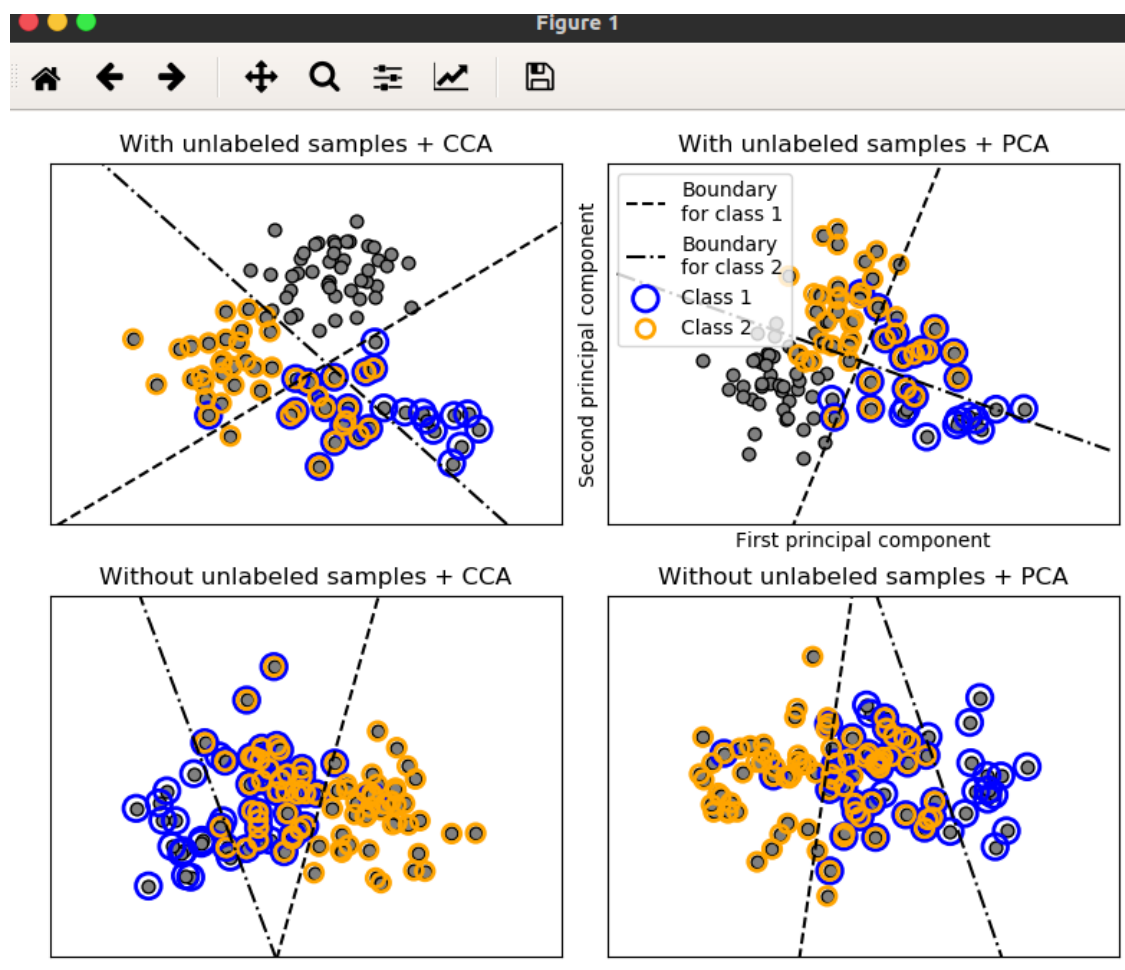 Figure 1
With unlabeled samples + CCA
With unlabeled samples + PCA
Boundary
for class 1
Boundary
for class 2
Class 1
Class 2
Second principal component
First principal component
Without unlabeled samples + CCA
Without unlabeled samples + PCA